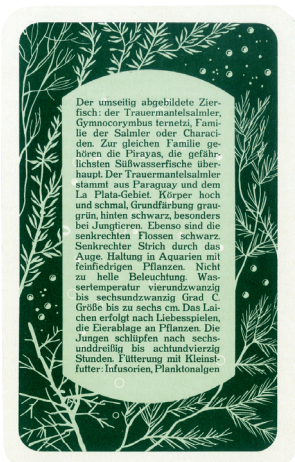 Der umseitig abgebildete Zier-
fisch: der Trauermantelsalmler,
Gymnocorymbus ternetzi, Fami-
lie der Salmler oder Characi-
den. Zur gleichen Familie ge-
hören die Pirayas, die gefähr-
lichsten Süßwasserfische über-
haupt. Der Trauermantelsalmler
stammt aus Paraguay und dem
La Plata-Gebiet. Körper hoch
und schmal, Grundfärbung grau-
grün, hinten schwarz, besonders
bei Jungtieren. Ebenso sind die
senkrechten Flossen schwarz.
Senkrechter Strich durch das
Auge. Haltung in Aquarien mit
feinfiedrigen Pflanzen. Nicht
zu helle Beleuchtung. Was-
sertemperatur vierundzwanzig
bis sechsundzwanzig Grad C.
Größe bis zu sechs cm. Das Lai-
chen erfolgt nach Liebesspielen,
die Eierablage an Pflanzen. Die
Jungen schlüpfen nach sechs-
unddreißig bis achtundvierzig
Stunden. Fütterung mit Kleinst-
futter: Infusorien, Planktonalgen